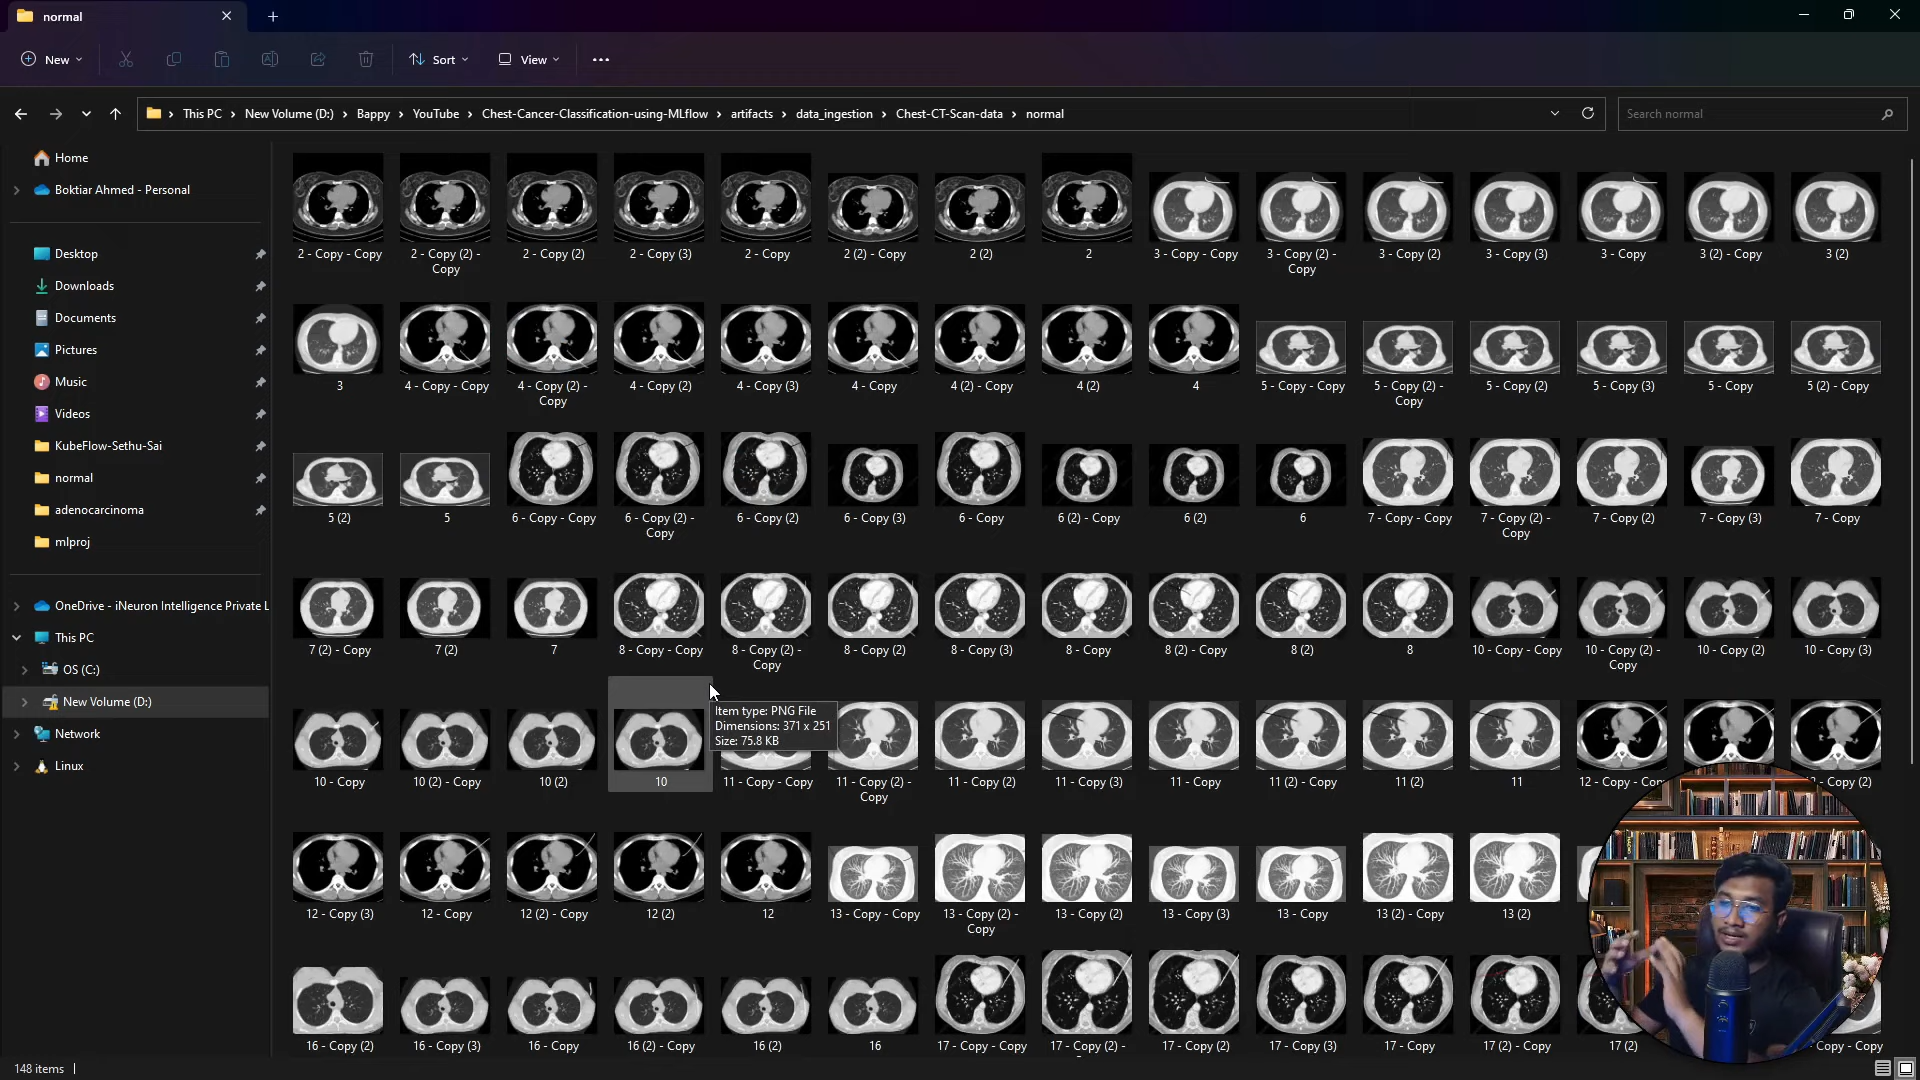 normal
New
Sort
View
This PC
New Volume (D:)
Bappy
YouTube
Chest-Cancer-Classification-using-MLflow
artifacts
data_ingestion
Chest-CT-Scan-data
normal
Search normal
Home
Boktiar Ahmed - Personal
Desktop
Downloads
Documents
Pictures
Music
Videos
KubeFlow-Sethu-Sai
normal
adenocarcinoma
mlproj
OneDrive - iNeuron Intelligence Private L
This PC
OS (C:)
New Volume (D:)
Network
Linux
2 - Copy - Copy
2 - Copy (2) -
Copy
2 - Copy (2)
2 - Copy (3)
2 - Copy
2 (2) - Copy
2 (2)
2
3 - Copy - Copy
3 - Copy (2) -
Copy
3 - Copy (2)
3 - Copy (3)
3 - Copy
3 (2) - Copy
3 (2)
3
4 - Copy - Copy
4 - Copy (2) -
Copy
4 - Copy (2)
4 - Copy (3)
4 - Copy
4 (2) - Copy
4 (2)
4
5 - Copy - Copy
5 - Copy (2) -
Copy
5 - Copy (2)
5 - Copy (3)
5 - Copy
5 (2) - Copy
5 (2)
5
6 - Copy - Copy
6 - Copy (2) -
Copy
6 - Copy (2)
6 - Copy (3)
6 - Copy
6 (2) - Copy
6 (2)
6
7 - Copy - Copy
7 - Copy (2) -
Copy
7 - Copy (2)
7 - Copy (3)
7 - Copy
7 (2) - Copy
7 (2)
7
8 - Copy - Copy
8 - Copy (2) -
Copy
8 - Copy (2)
8 - Copy (3)
8 - Copy
8 (2) - Copy
8 (2)
8
10 - Copy - Copy
10 - Copy (2) -
Copy
10 - Copy (2)
10 - Copy (3)
Item type: PNG File
Dimensions: 371 x 251
Size: 75.8 KB
10 - Copy
10 (2) - Copy
10 (2)
10
11 - Copy - Copy
11 - Copy (2) -
Copy
11 - Copy (2)
11 - Copy (3)
11 - Copy
11 (2) - Copy
11 (2)
11
12 - Copy
Copy (2)
12 - Copy (3)
12 - Copy
12 (2) - Copy
12 (2)
12
13 - Copy - Copy
13 - Copy (2) -
Copy
13 - Copy (2)
13 - Copy (3)
13 - Copy
13 (2) - Copy
13 (2)
16 - Copy (2)
16 - Copy (3)
16 - Copy
16 (2) - Copy
16 (2)
16
17 - Copy - Copy
17 - Copy (2) -
17 - Copy (2)
17 - Copy (3)
17 - Copy
17 (2) - Copy
17 (2)
Copy - Copy
148 items